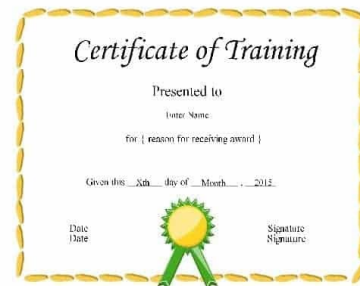 Certificate of Training
Presented to
Enter Name
for { reason for receiving award }
Given this Xth day of Month , 2015
Date Signature
Date Signature